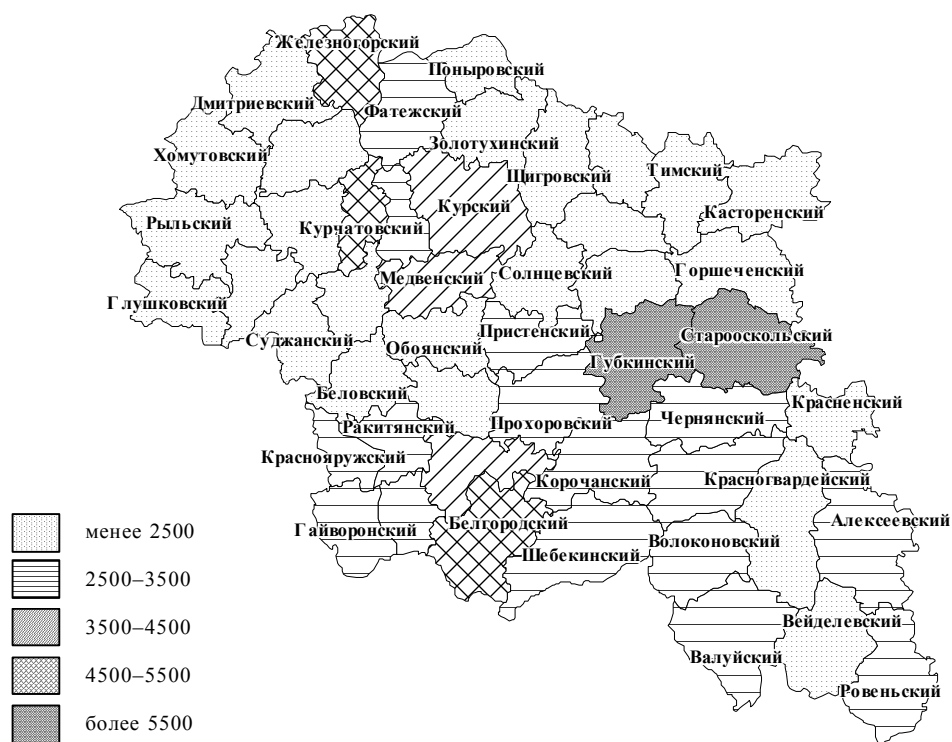 Железногорский
Поныровский
Дмитриевский
Фатежский
Золотухинский
Хомутовский
Щигровский
Тимский
Касторенский
Курский
Рыльский
Курчатовский
Медвенский
Солнцевский
Горшеченский
Глушковский
Суджанский
Обоянский
Пристенский
Старооскольский
Губкинский
Беловский
Красненский
Чернянский
Ракитянский
Прохоровский
Краснояружский
Корочанский
Красногвардейский
Гайворонский
Белгородский
Алексеевский
Волоконовский
Шебекинский
Вейделевский
Валуйский
Ровеньский
менее 2500
2500–3500
3500–4500
4500–5500
более 5500